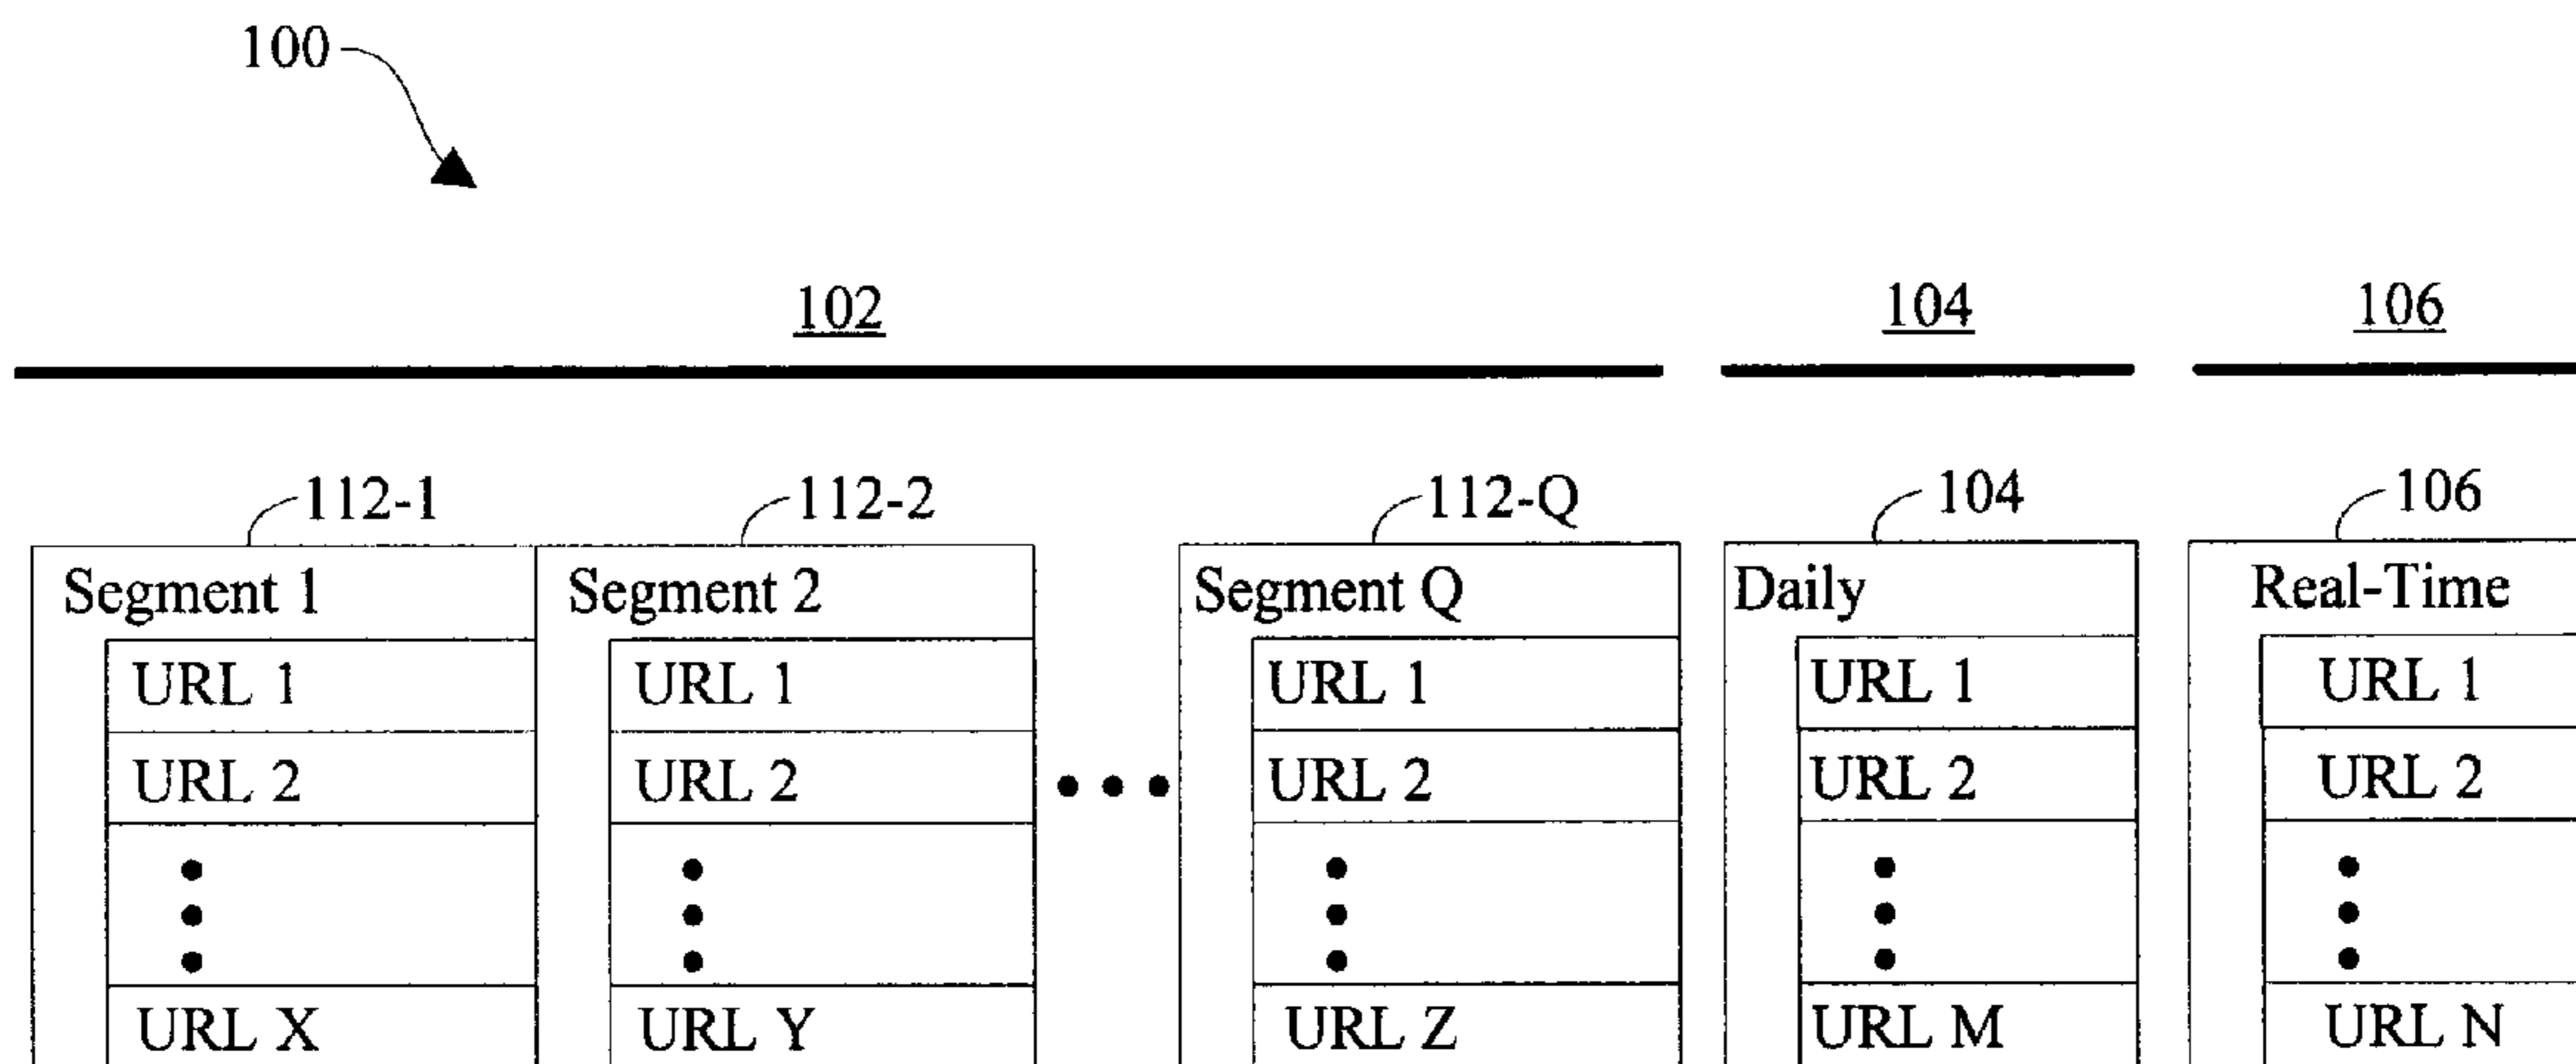 100
102 104 106
112-1 112-2 112-Q 104 106
Segment 1 Segment 2 Segment Q Daily Real-Time
URL 1 URL 1 URL 1 URL 1 URL 1
URL 2 URL 2 URL 2 URL 2 URL 2
URL X URL Y URL Z URL M URL N